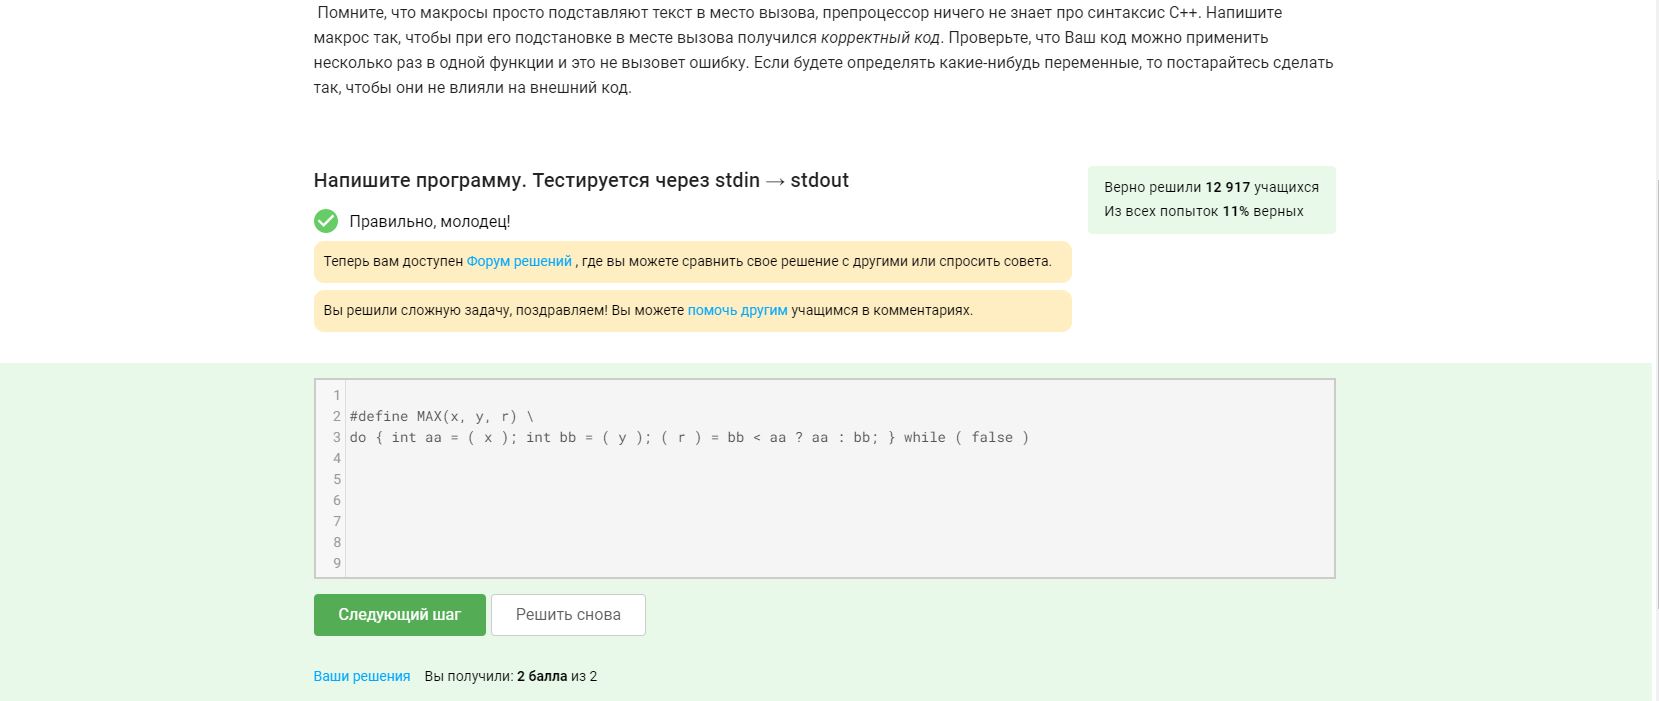 Помните, что макросы просто подставляют текст в место вызова, препроцессор ничего не знает про синтаксис C++. Напишите
макрос так, чтобы при его подстановке в месте вызова получился корректный код. Проверьте, что Ваш код можно применить
несколько раз в одной функции и это не вызовет ошибку. Если будете определять какие-нибудь переменные, то постарайтесь сделать
так, чтобы они не влияли на внешний код.
Напишите программу. Тестируется через stdin → stdout
Верно решили 12 917 учащихся
Из всех попыток 11% верных
Правильно, молодец!
Теперь вам доступен Форум решений , где вы можете сравнить свое решение с другими или спросить совета.
Вы решили сложную задачу, поздравляем! Вы можете помочь другим учащимся в комментариях.
1
2 #define MAX(x, y, r) \
3 do { int aa = ( x ); int bb = ( y ); ( r ) = bb < aa ? aa : bb; } while ( false )
4
5
6
7
8
9
Следующий шаг Решить снова
Ваши решения Вы получили: 2 балла из 2